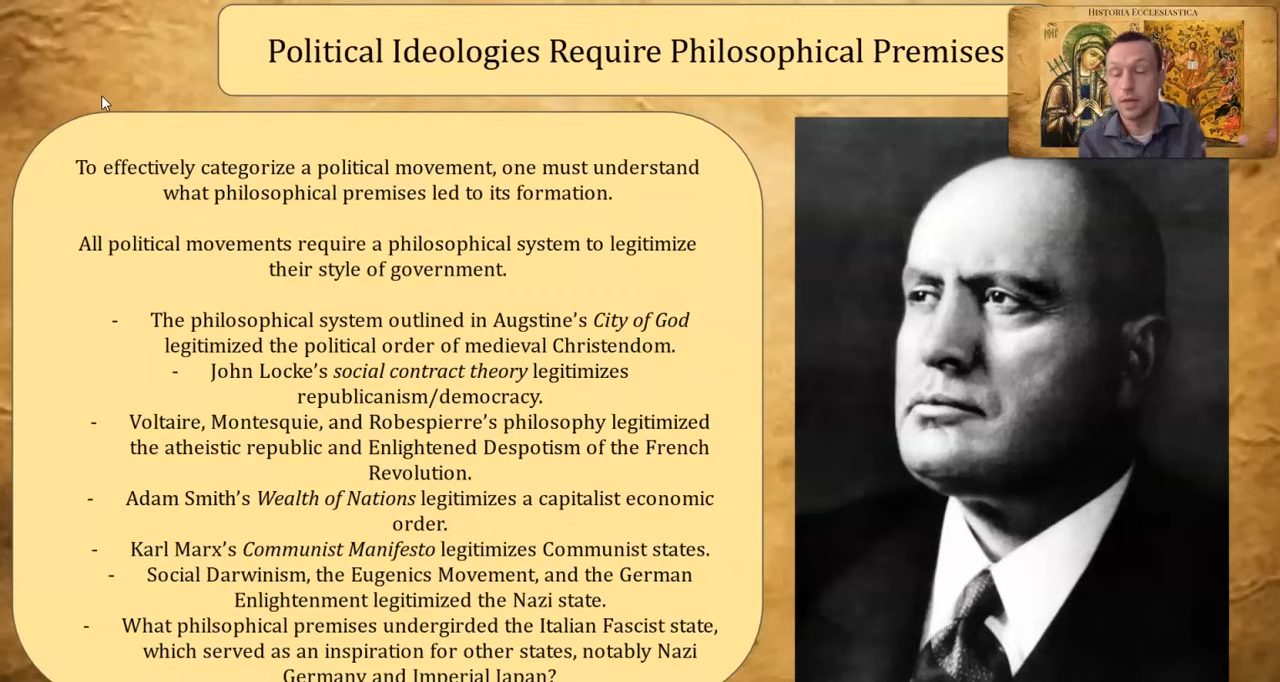 Political Ideologies Require Philosophical Premises
HISTORIA ECCLESIASTICA
To effectively categorize a political movement, one must understand
what philosophical premises led to its formation.
All political movements require a philosophical system to legitimize
their style of government.
- The philosophical system outlined in Augstine's City of God
legitimized the political order of medieval Christendom.
- John Locke's social contract theory legitimizes
republicanism/democracy.
- Voltaire, Montesquie, and Robespierre's philosophy legitimized
the atheistic republic and Enlightened Despotism of the French
Revolution.
- Adam Smith's Wealth of Nations legitimizes a capitalist economic
order.
- Karl Marx's Communist Manifesto legitimizes Communist states.
- Social Darwinism, the Eugenics Movement, and the German
Enlightenment legitimized the Nazi state.
- What philsophical premises undergirded the Italian Fascist state,
which served as an inspiration for other states, notably Nazi
Germany and Imperial Japan?